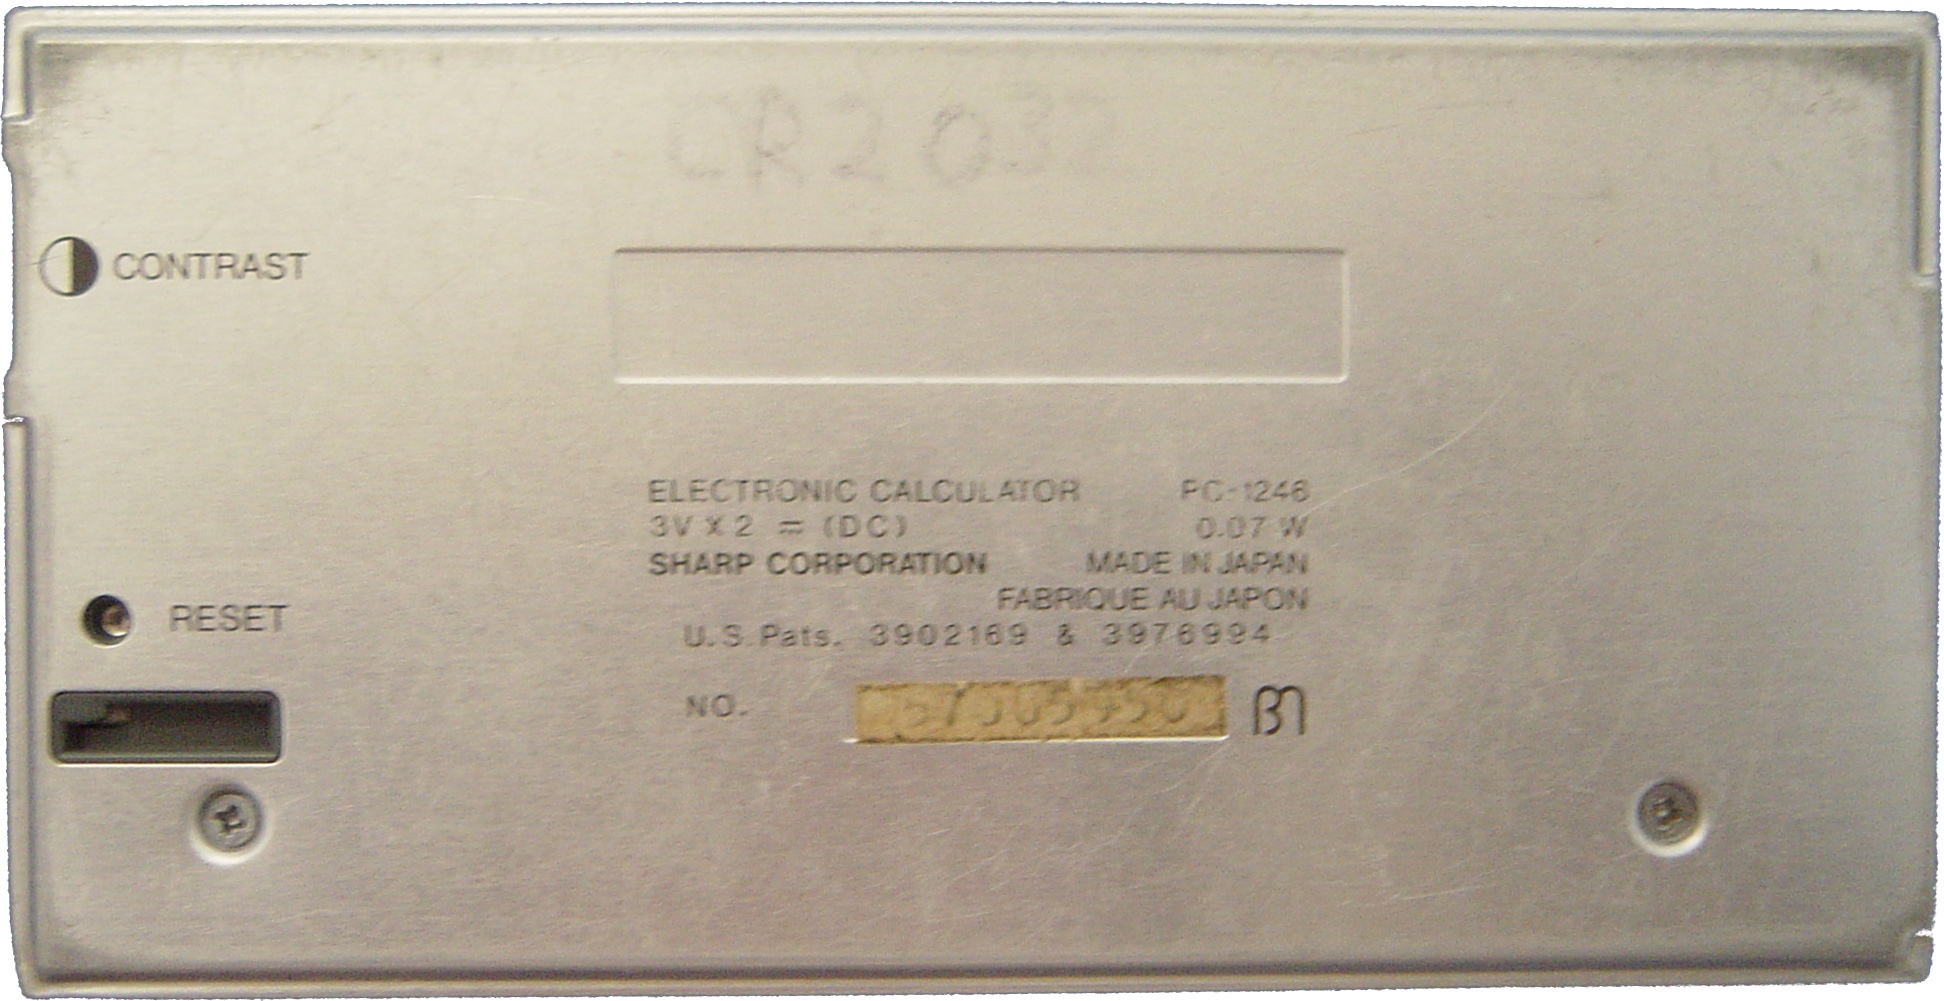 CR2032
CONTRAST
ELECTRONIC CALCULATOR PC-1246
3V X 2 ⎓ (DC) 0.07 W
SHARP CORPORATION MADE IN JAPAN
FABRIQUE AU JAPON
RESET
U.S.Pats. 3902169 & 3976994
NO.